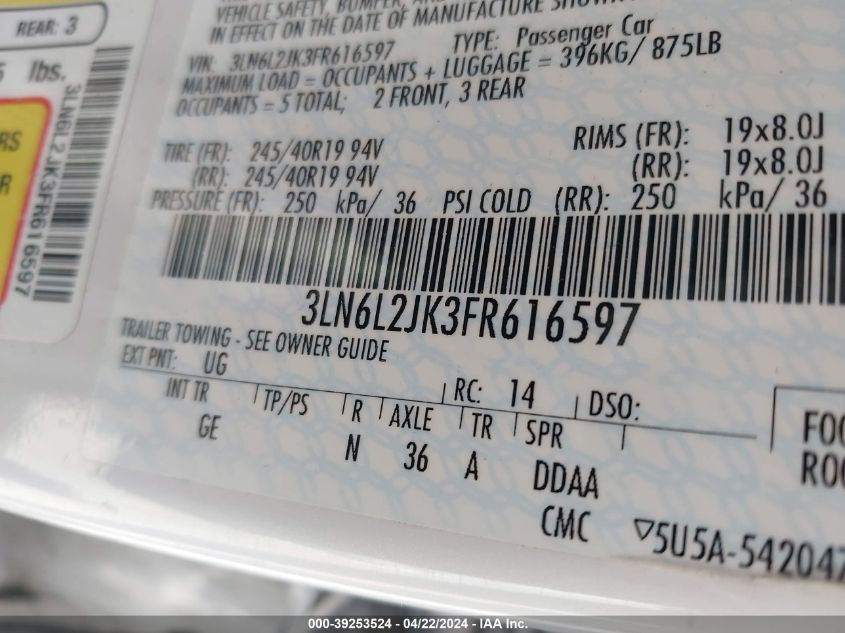 REAR: 3
lbs.
RS
R
3LN6L2JK3FR616597
VEHICLE SAFETY, BUMPER,
IN EFFECT ON THE DATE OF MANUFACTURE SHOWN
VIN: 3LN6L2JK3FR616597 TYPE: Passenger Car
MAXIMUM LOAD = OCCUPANTS + LUGGAGE = 396KG/ 875LB
OCCUPANTS = 5 TOTAL; 2 FRONT, 3 REAR
TIRE (FR): 245/40R19 94V RIMS (FR): 19x8.0J
(RR): 245/40R19 94V (RR): 19x8.0J
PRESSURE (FR): 250 kPa/ 36 PSI COLD (RR): 250 kPa/ 36
3LN6L2JK3FR616597
TRAILER TOWING - SEE OWNER GUIDE
EXT PNT: UG RC: 14 DSO:
INT TR TP/PS R AXLE TR SPR
GE N 36 A DDAA
CMC
FOO
ROO
▽5U5A-542047
000-39253524 - 04/22/2024 - IAA Inc.